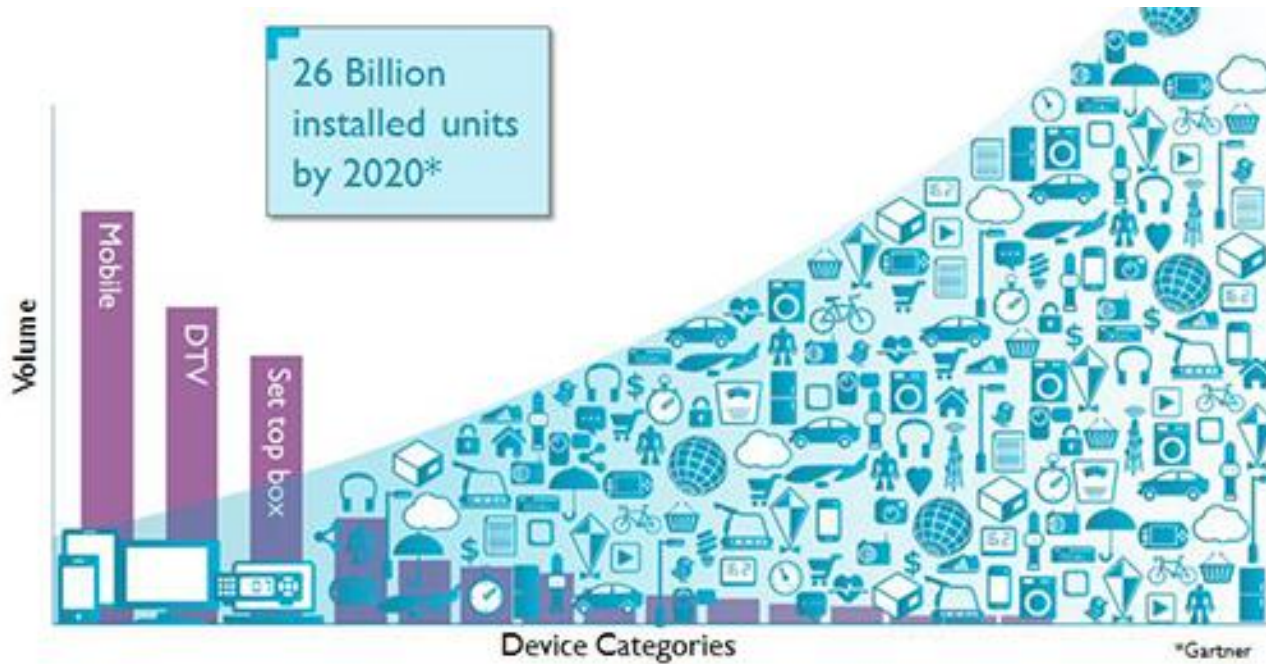 26 Billion
installed units
by 2020*
Mobile
DTV
Set top box
Volume
Device Categories
*Gartner